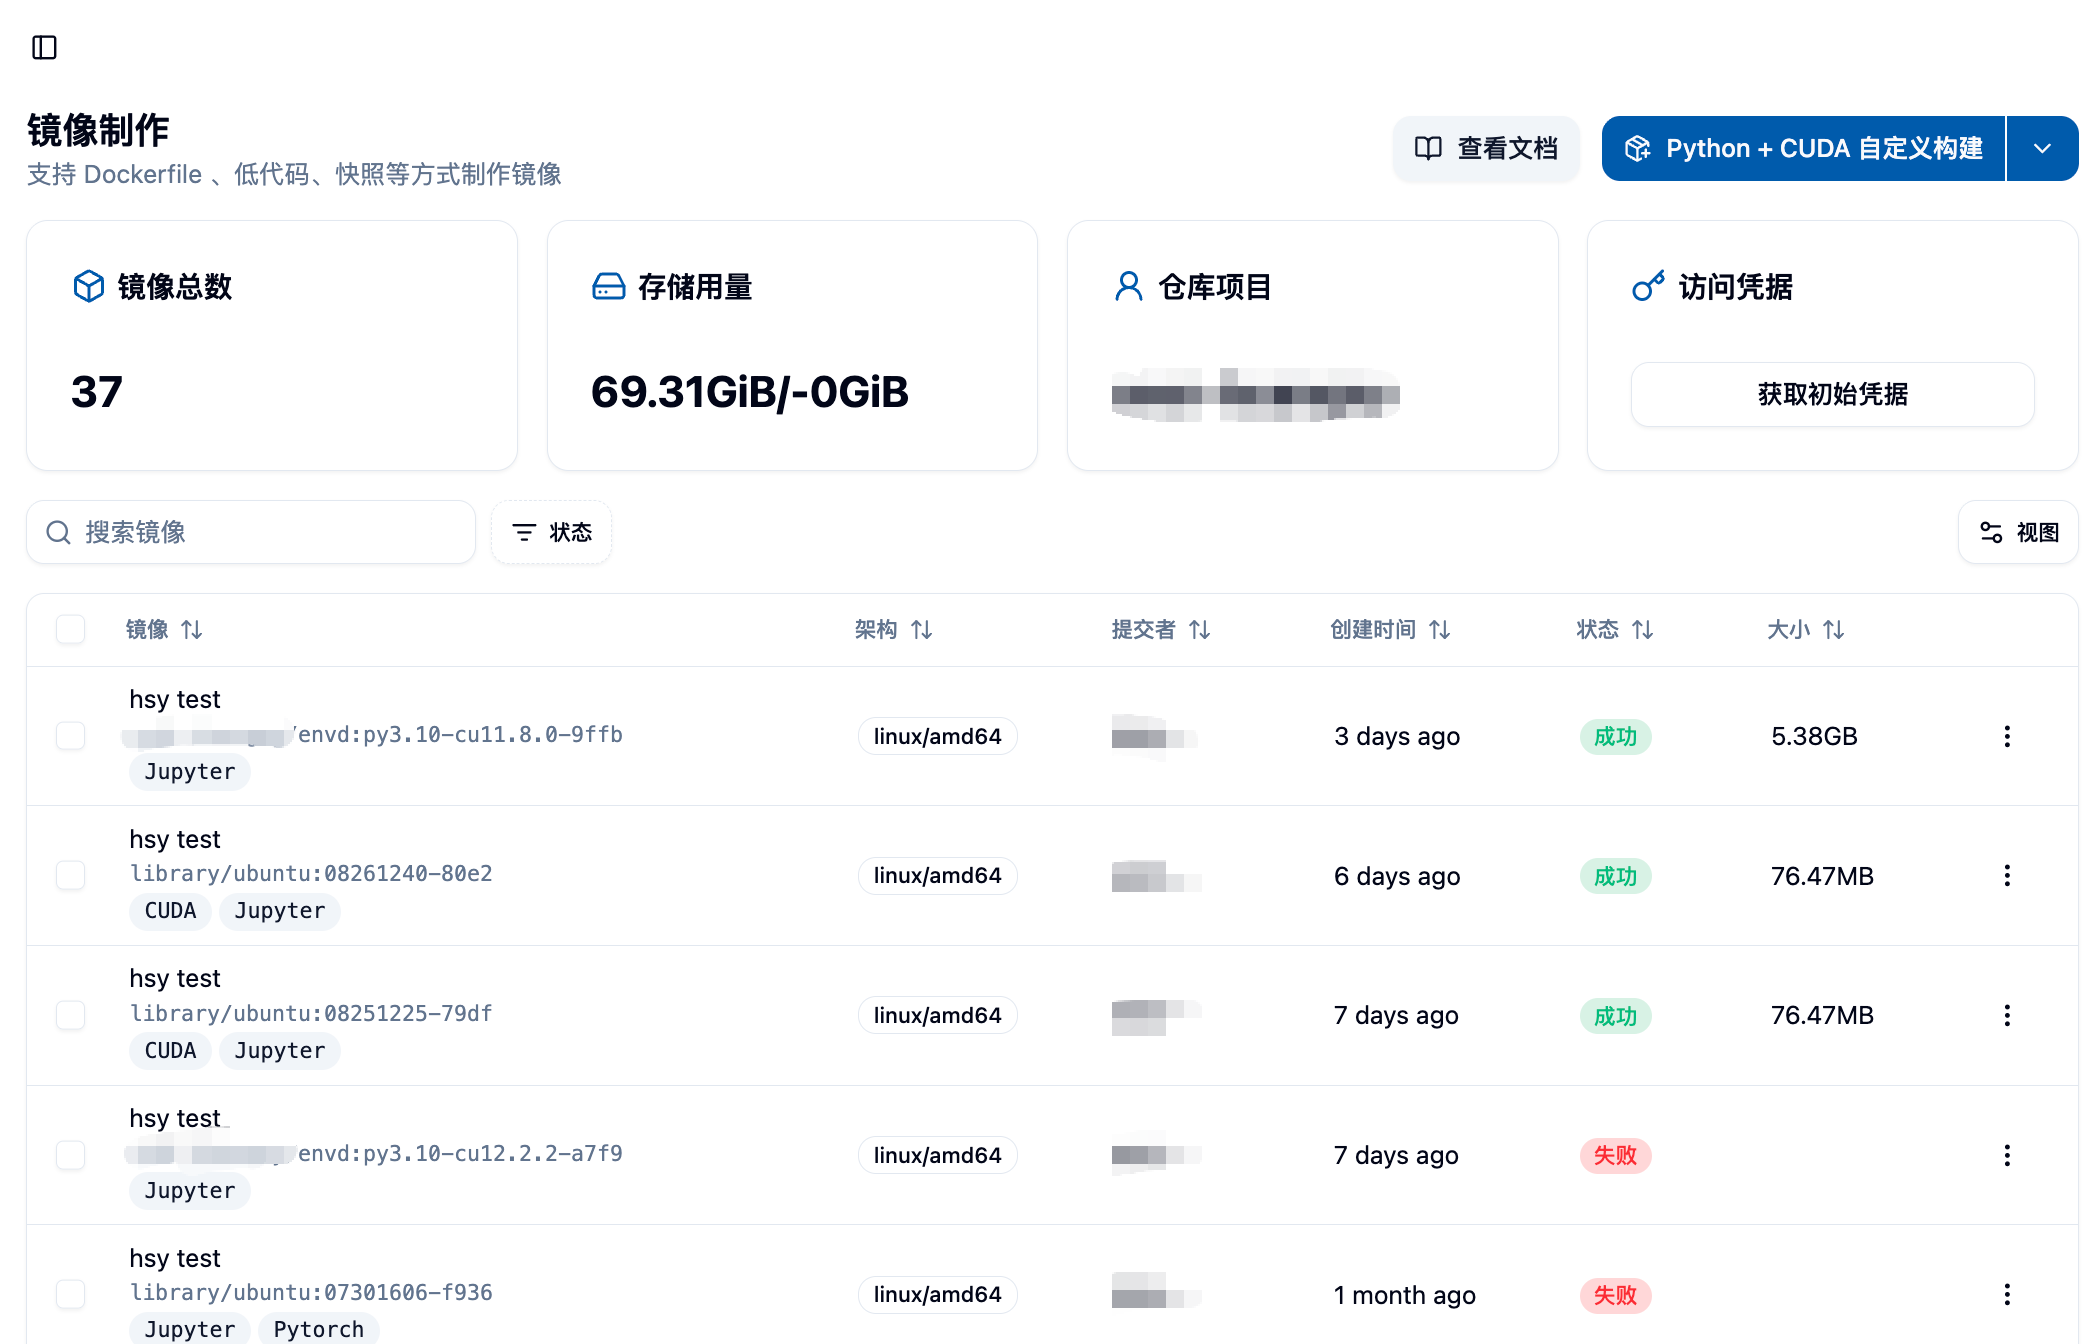 镜像制作
支持 Dockerfile 、低代码、快照等方式制作镜像
查看文档
Python + CUDA 自定义构建
镜像总数
37
存储用量
69.31GiB/-0GiB
仓库项目
访问凭据
获取初始凭据
搜索镜像
状态
视图
镜像 架构 提交者 创建时间 状态 大小
hsy test
/envd:py3.10-cu11.8.0-9ffb
Jupyter
linux/amd64
3 days ago
成功
5.38GB
hsy test
library/ubuntu:08261240-80e2
CUDA Jupyter
linux/amd64
6 days ago
成功
76.47MB
hsy test
library/ubuntu:08251225-79df
CUDA Jupyter
linux/amd64
7 days ago
成功
76.47MB
hsy test
/envd:py3.10-cu12.2.2-a7f9
Jupyter
linux/amd64
7 days ago
失败
hsy test
library/ubuntu:07301606-f936
Jupyter Pytorch
linux/amd64
1 month ago
失败